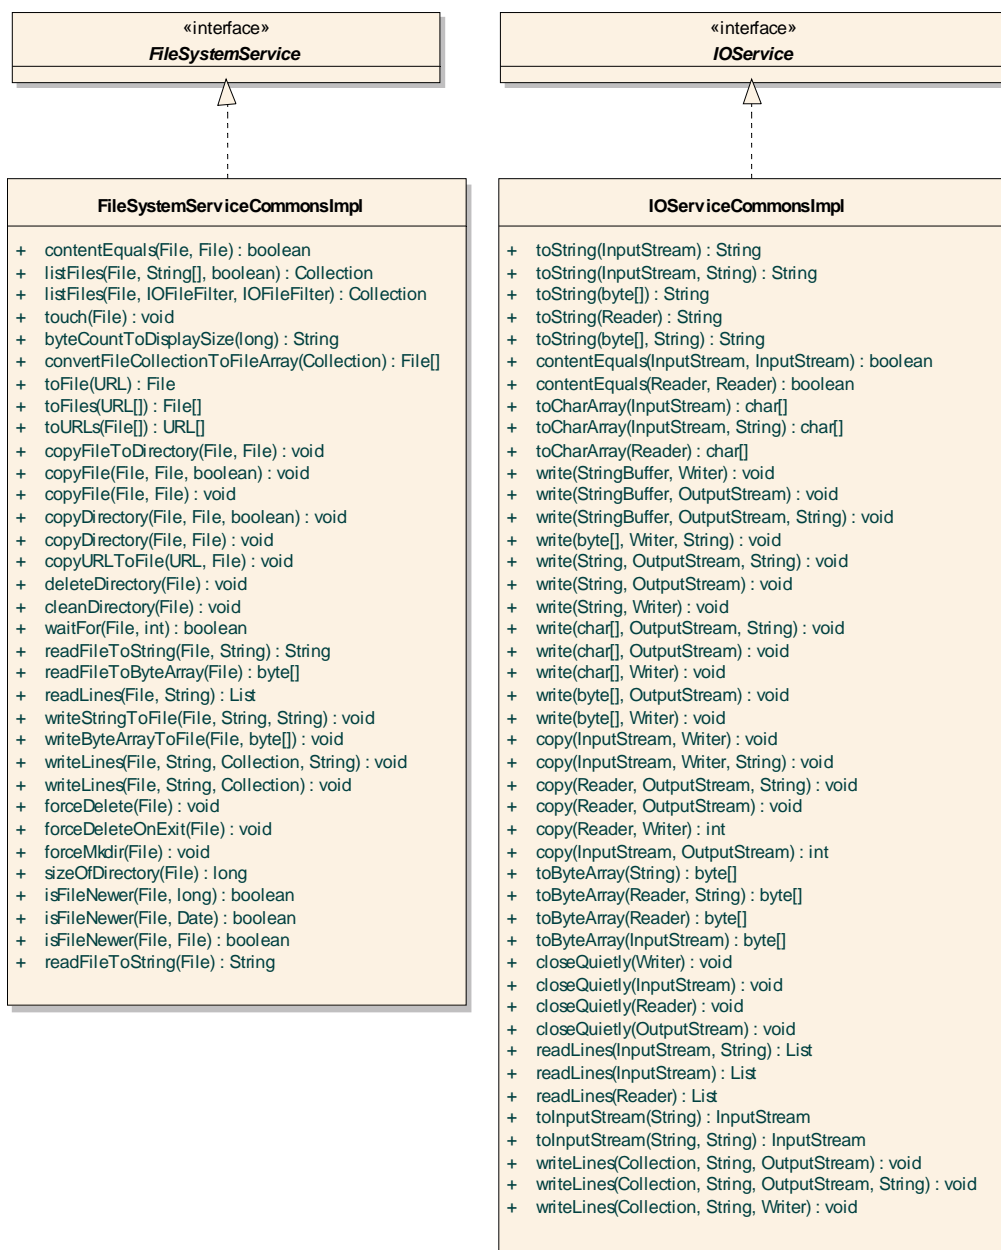 «interface»
FileSystemService
«interface»
IOService
FileSystemServiceCommonsImpl
+ contentEquals(File, File) : boolean
+ listFiles(File, String[], boolean) : Collection
+ listFiles(File, IOFileFilter, IOFileFilter) : Collection
+ touch(File) : void
+ byteCountToDisplaySize(long) : String
+ convertFileCollectionToFileArray(Collection) : File[]
+ toFile(URL) : File
+ toFiles(URL[]) : File[]
+ toURLs(File[]) : URL[]
+ copyFileToDirectory(File, File) : void
+ copyFile(File, File, boolean) : void
+ copyFile(File, File) : void
+ copyDirectory(File, File, boolean) : void
+ copyDirectory(File, File) : void
+ copyURLToFile(URL, File) : void
+ deleteDirectory(File) : void
+ cleanDirectory(File) : void
+ waitFor(File, int) : boolean
+ readFileToString(File, String) : String
+ readFileToByteArray(File) : byte[]
+ readLines(File, String) : List
+ writeStringToFile(File, String, String) : void
+ writeByteArrayToFile(File, byte[]) : void
+ writeLines(File, String, Collection, String) : void
+ writeLines(File, String, Collection) : void
+ forceDelete(File) : void
+ forceDeleteOnExit(File) : void
+ forceMkdir(File) : void
+ sizeOfDirectory(File) : long
+ isFileNewer(File, long) : boolean
+ isFileNewer(File, Date) : boolean
+ isFileNewer(File, File) : boolean
+ readFileToString(File) : String
IOServiceCommonsImpl
+ toString(InputStream) : String
+ toString(InputStream, String) : String
+ toString(byte[]) : String
+ toString(Reader) : String
+ toString(byte[], String) : String
+ contentEquals(InputStream, InputStream) : boolean
+ contentEquals(Reader, Reader) : boolean
+ toCharArray(InputStream) : char[]
+ toCharArray(InputStream, String) : char[]
+ toCharArray(Reader) : char[]
+ write(StringBuffer, Writer) : void
+ write(StringBuffer, OutputStream) : void
+ write(StringBuffer, OutputStream, String) : void
+ write(byte[], Writer, String) : void
+ write(String, OutputStream, String) : void
+ write(String, OutputStream) : void
+ write(String, Writer) : void
+ write(char[], OutputStream, String) : void
+ write(char[], OutputStream) : void
+ write(char[], Writer) : void
+ write(byte[], OutputStream) : void
+ write(byte[], Writer) : void
+ copy(InputStream, Writer) : void
+ copy(InputStream, Writer, String) : void
+ copy(Reader, OutputStream, String) : void
+ copy(Reader, OutputStream) : void
+ copy(Reader, Writer) : int
+ copy(InputStream, OutputStream) : int
+ toByteArray(String) : byte[]
+ toByteArray(Reader, String) : byte[]
+ toByteArray(Reader) : byte[]
+ toByteArray(InputStream) : byte[]
+ closeQuietly(Writer) : void
+ closeQuietly(InputStream) : void
+ closeQuietly(Reader) : void
+ closeQuietly(OutputStream) : void
+ readLines(InputStream, String) : List
+ readLines(InputStream) : List
+ readLines(Reader) : List
+ toInputStream(String) : InputStream
+ toInputStream(String, String) : InputStream
+ writeLines(Collection, String, OutputStream) : void
+ writeLines(Collection, String, OutputStream, String) : void
+ writeLines(Collection, String, Writer) : void